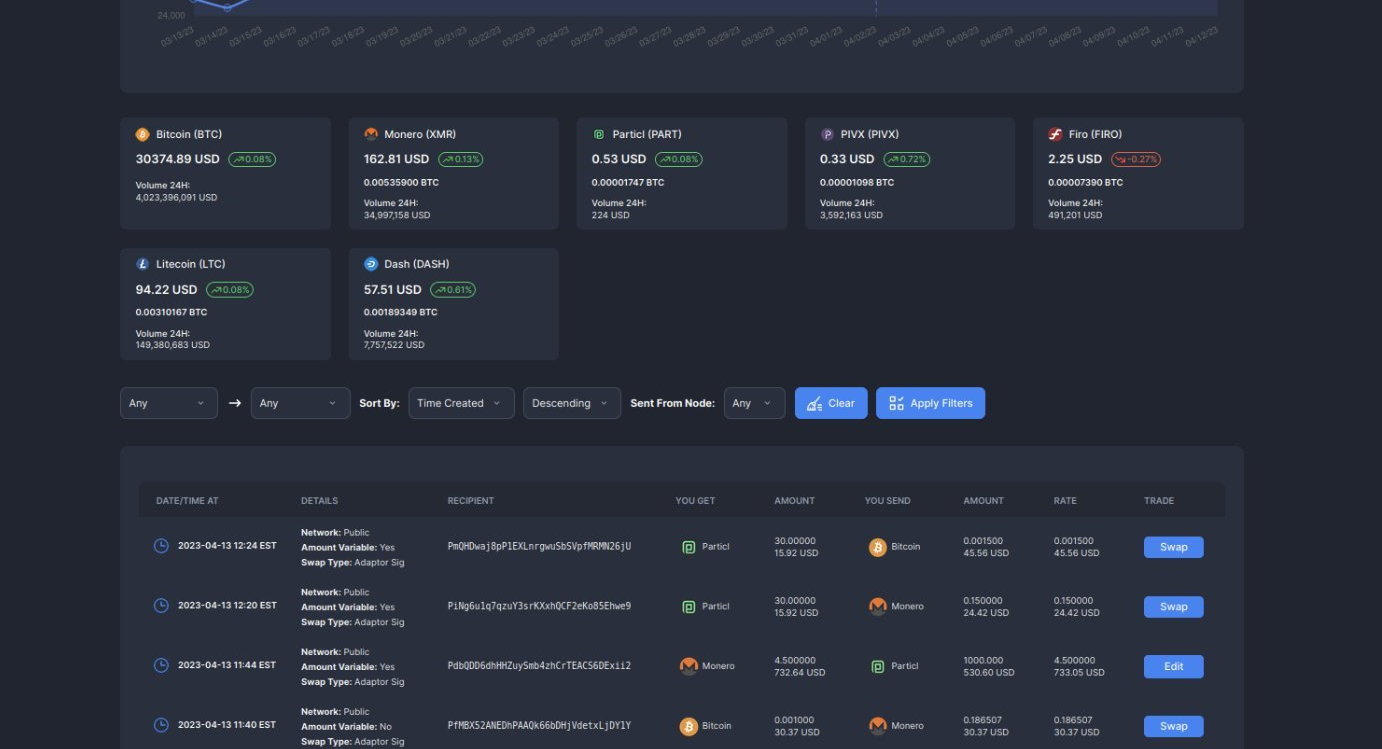 24,000
03/13/23 03/14/23 03/15/23 03/16/23 03/17/23 03/18/23 03/19/23 03/20/23 03/21/23 03/22/23 03/23/23 03/24/23 03/25/23 03/26/23 03/27/23 03/28/23 03/29/23 03/30/23 03/31/23 04/01/23 04/02/23 04/03/23 04/04/23 04/05/23 04/06/23 04/07/23 04/08/23 04/09/23 04/10/23 04/11/23 04/12/23
Bitcoin (BTC)
30374.89 USD 0.08%
Volume 24H:
4,023,396,091 USD
Monero (XMR)
162.81 USD 0.13%
0.00535900 BTC
Volume 24H:
34,997,158 USD
Particl (PART)
0.53 USD 0.08%
0.00001747 BTC
Volume 24H:
224 USD
PIVX (PIVX)
0.33 USD 0.72%
0.00001098 BTC
Volume 24H:
3,592,163 USD
Firo (FIRO)
2.25 USD -0.27%
0.00007390 BTC
Volume 24H:
491,201 USD
Litecoin (LTC)
94.22 USD 0.08%
0.00310167 BTC
Volume 24H:
149,380,683 USD
Dash (DASH)
57.51 USD 0.61%
0.00189349 BTC
Volume 24H:
7,757,522 USD
Any → Any Sort By: Time Created Descending Sent From Node: Any Clear Apply Filters
DATE/TIME AT DETAILS RECIPIENT YOU GET AMOUNT YOU SEND AMOUNT RATE TRADE
2023-04-13 12:24 EST
Network: Public
Amount Variable: Yes
Swap Type: Adaptor Sig
PmQHDwaj8pP1EXLnrgwuSbSVpfMRMN26jU
Particl
30.00000
15.92 USD
Bitcoin
0.001500
45.56 USD
0.001500
45.56 USD
Swap
2023-04-13 12:20 EST
Network: Public
Amount Variable: Yes
Swap Type: Adaptor Sig
PiNg6u1q7qzuY3srKXxhQCF2eKo85Ehwe9
Particl
30.00000
15.92 USD
Monero
0.150000
24.42 USD
0.150000
24.42 USD
Swap
2023-04-13 11:44 EST
Network: Public
Amount Variable: Yes
Swap Type: Adaptor Sig
PdbQDD6dhHHZuySmb4zhCrTEACS6DExii2
Monero
4.500000
732.64 USD
Particl
1000.000
530.60 USD
4.500000
733.05 USD
Edit
2023-04-13 11:40 EST
Network: Public
Amount Variable: No
Swap Type: Adaptor Sig
PfMBX52ANEDhPAAQk66bDHjVdetxLjDY1Y
Bitcoin
0.001000
30.37 USD
Monero
0.186507
30.37 USD
0.186507
30.37 USD
Swap